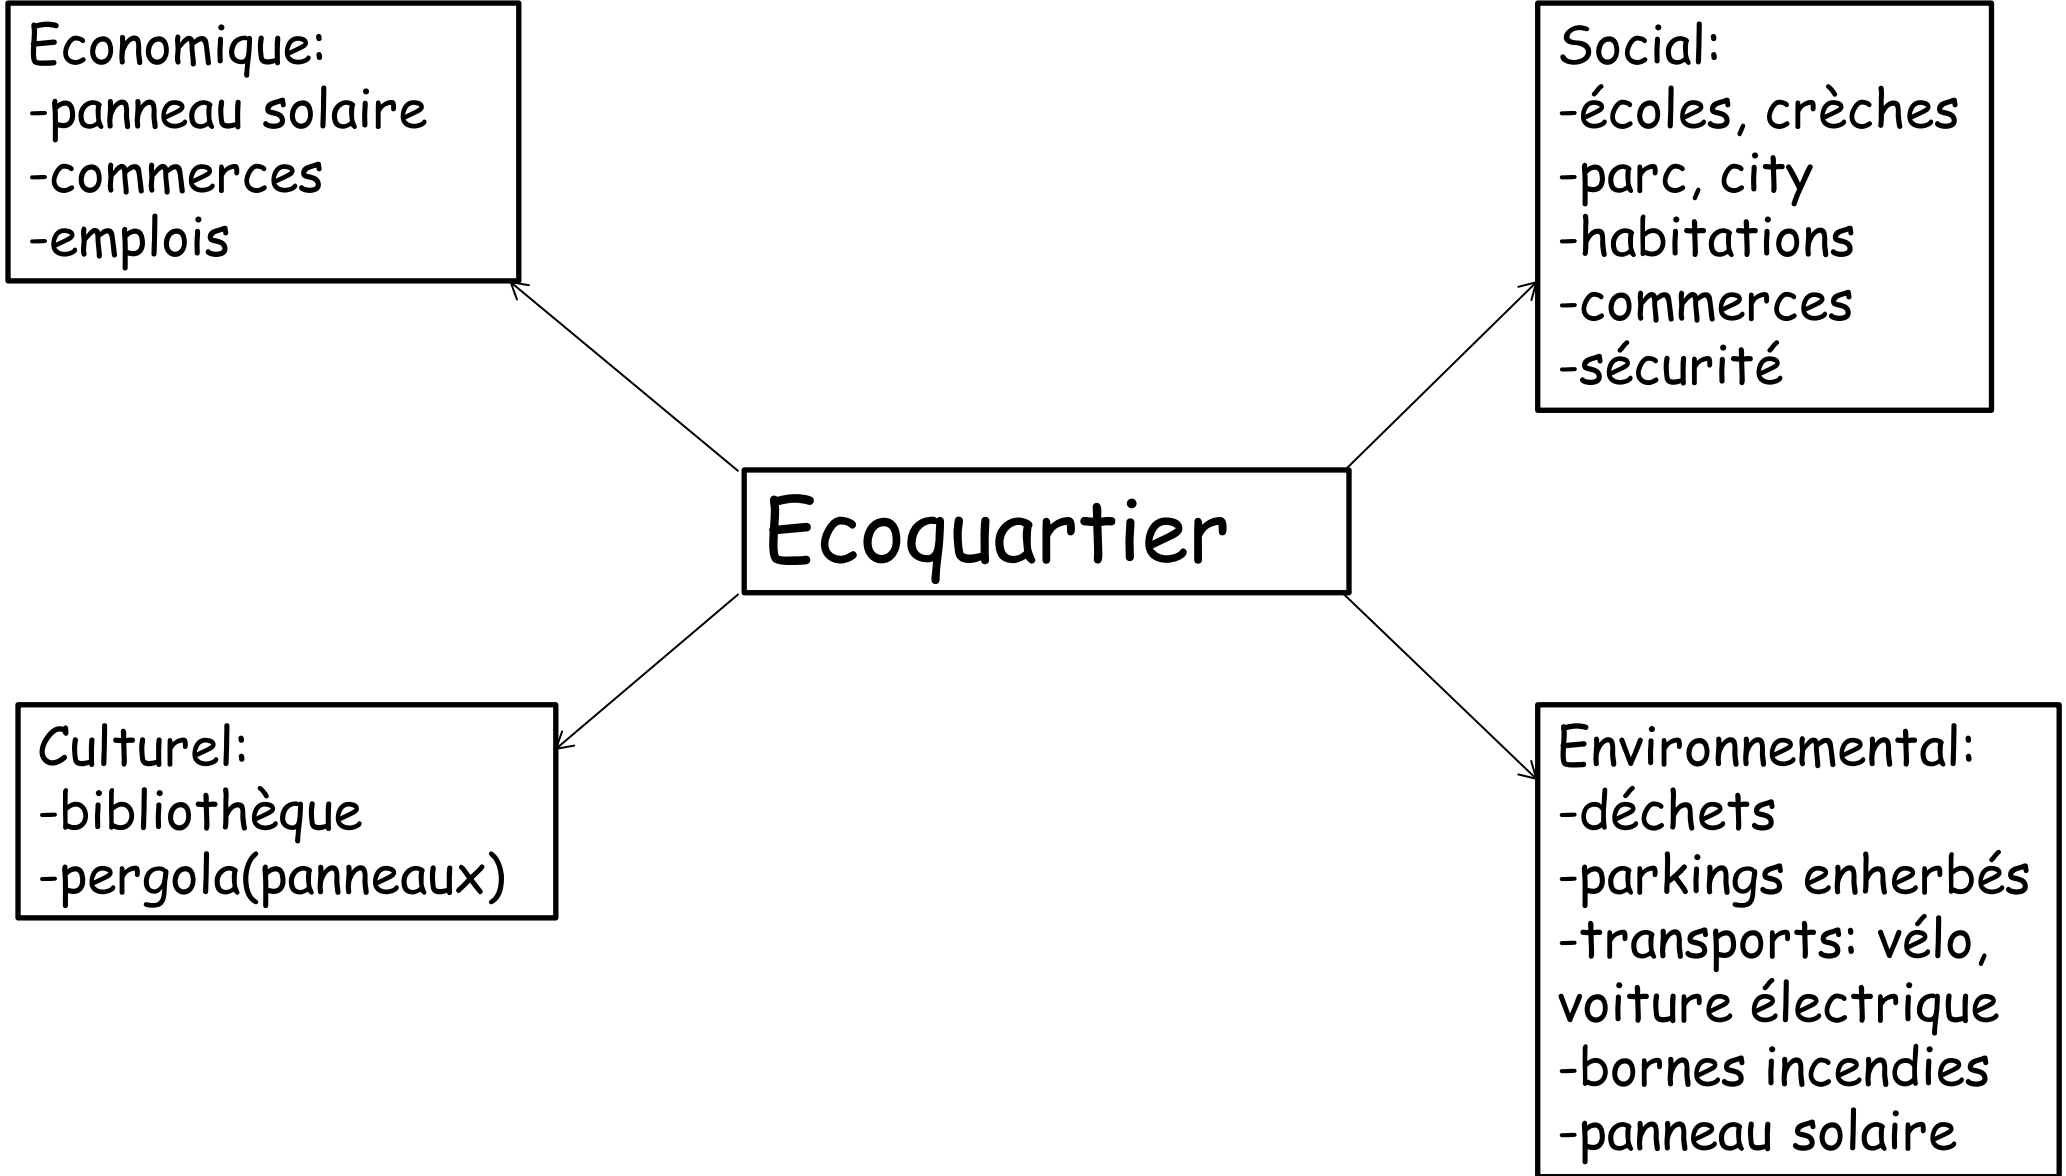 Economique:
-panneau solaire
-commerces
-emplois
Social:
-écoles, crèches
-parc, city
-habitations
-commerces
-sécurité
Ecoquartier
Culturel:
-bibliothèque
-pergola(panneaux)
Environnemental:
-déchets
-parkings enherbés
-transports: vélo,
voiture électrique
-bornes incendies
-panneau solaire